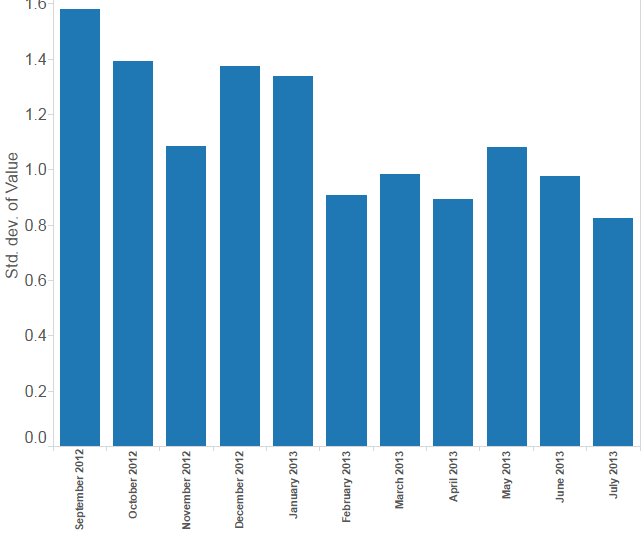 1.6
1.4
1.2
1.0
0.8
0.6
0.4
0.2
0.0
Std. dev. of Value
September 2012
October 2012
November 2012
December 2012
January 2013
February 2013
March 2013
April 2013
May 2013
June 2013
July 2013